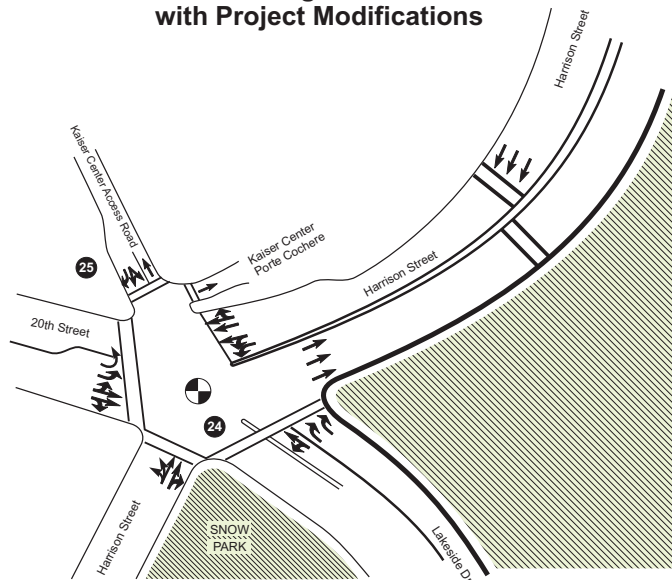 with Project Modifications
Harrison Street
Kaiser Center Access Road
Kaiser Center
Porte Cochere
25
Harrison Street
20th Street
24
Harrison Street
SNOW
PARK
Lakeside